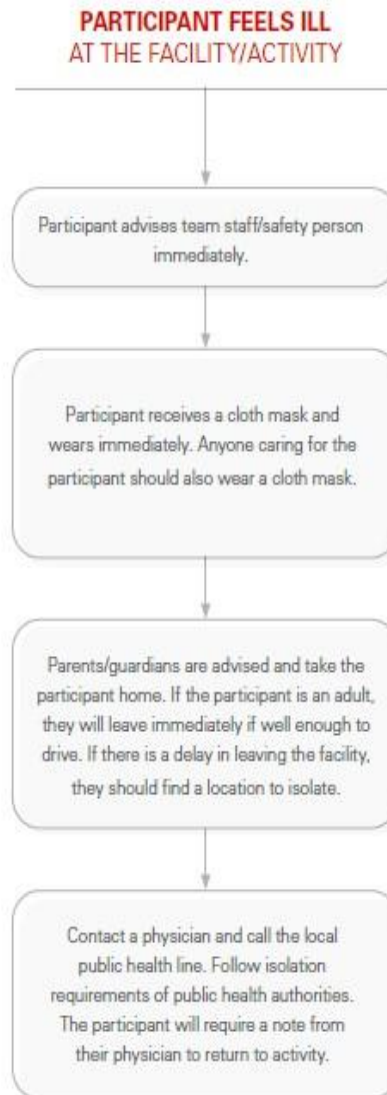 PARTICIPANT FEELS ILL
AT THE FACILITY/ACTIVITY
Participant advises team staff/safety person
immediately.
Participant receives a cloth mask and
wears immediately. Anyone caring for the
participant should also wear a cloth mask.
Parents/guardians are advised and take the
participant home. If the participant is an adult,
they will leave immediately if well enough to
drive. If there is a delay in leaving the facility,
they should find a location to isolate.
Contact a physician and call the local
public health line. Follow isolation
requirements of public health authorities.
The participant will require a note from
their physician to return to activity.